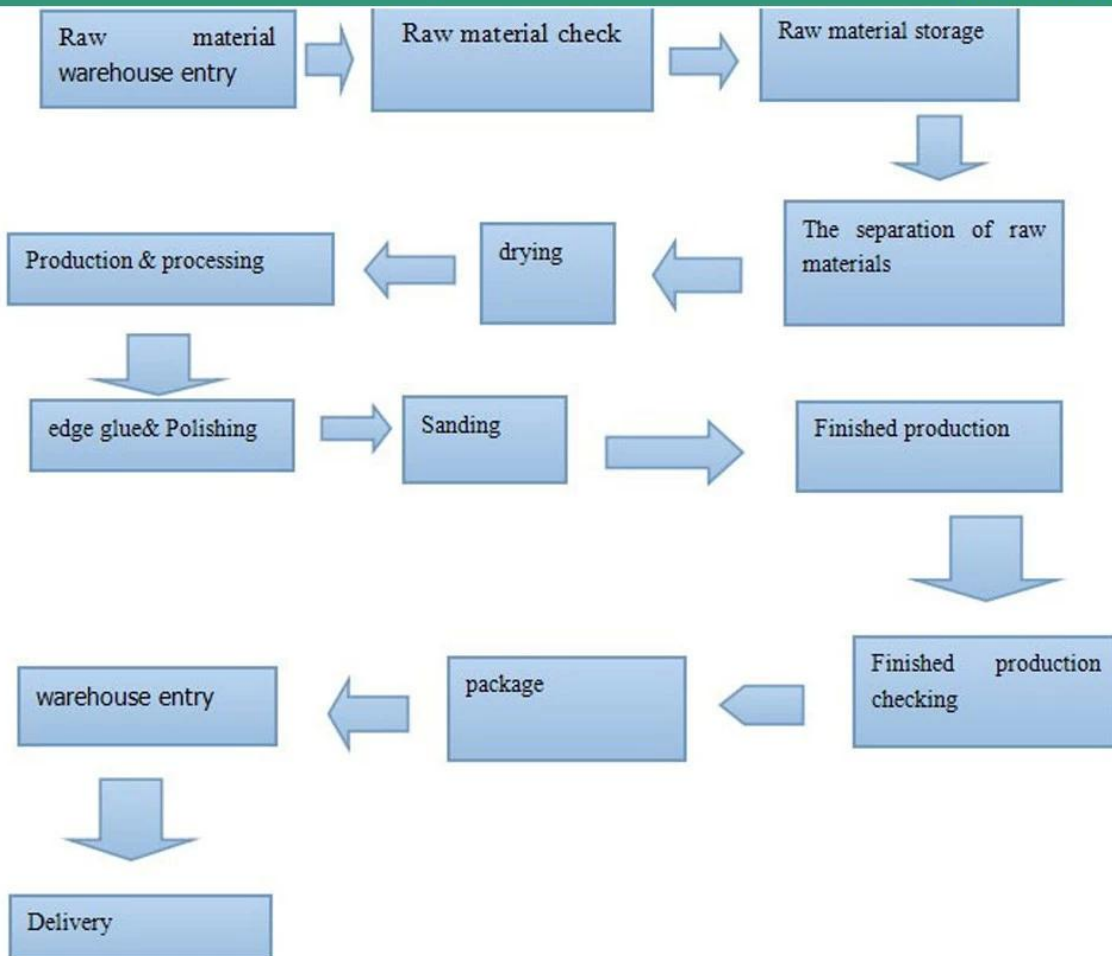 Raw material
warehouse entry
Raw material check
Raw material storage
The separation of raw
materials
drying
Production & processing
edge glue& Polishing
Sanding
Finished production
Finished production
checking
package
warehouse entry
Delivery